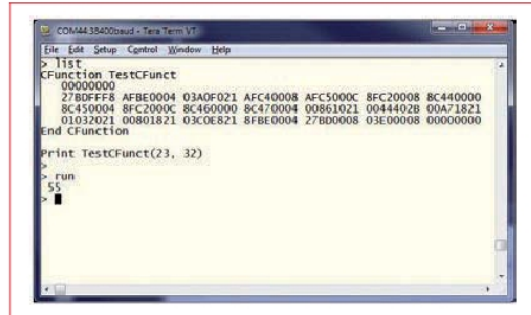 COM44:38400baud - Tera Term VT
File Edit Setup Control Window Help
> list
CFunction TestCFunct
00000000
27BDFFF8 AFBE0004 03A0F021 AFC40008 AFC5000C 8FC20008 8C440000
8C450004 8FC2000C 8C460000 8C470004 00861021 0044402B 00A71821
01032021 00801821 03C0E821 8FBE0004 27BD0008 03E00008 00000000
End CFunction
Print TestCFunct(23, 32)
>
> run
55
>